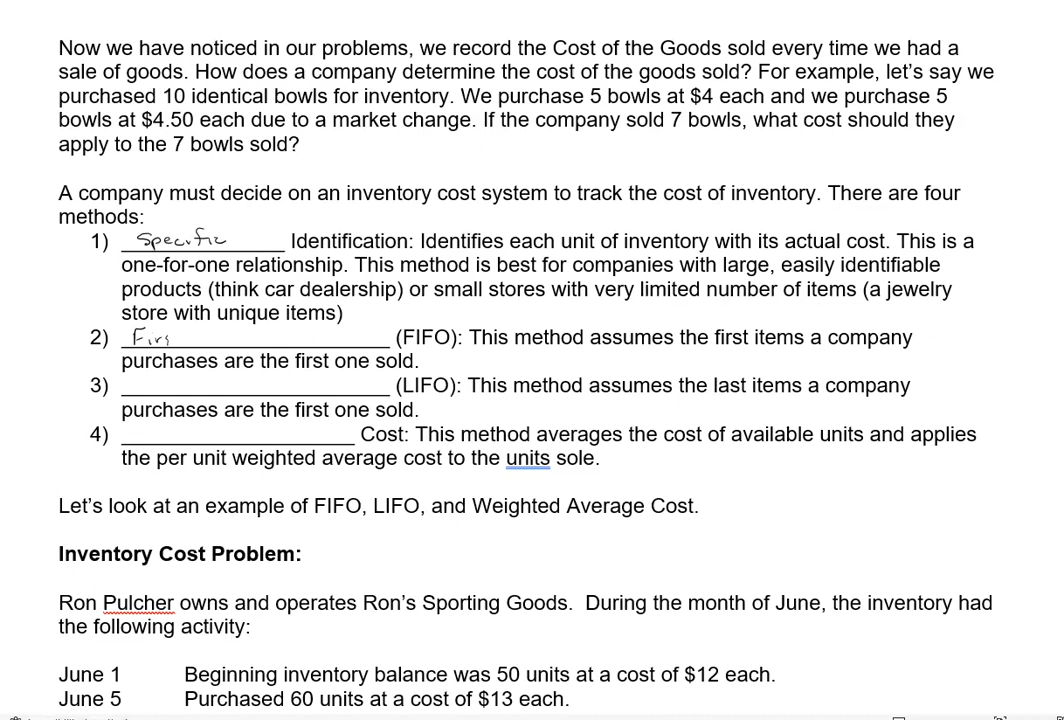 Now we have noticed in our problems, we record the Cost of the Goods sold every time we had a
sale of goods. How does a company determine the cost of the goods sold? For example, let's say we
purchased 10 identical bowls for inventory. We purchase 5 bowls at $4 each and we purchase 5
bowls at $4.50 each due to a market change. If the company sold 7 bowls, what cost should they
apply to the 7 bowls sold?
A company must decide on an inventory cost system to track the cost of inventory. There are four
methods:
1) Specific Identification: Identifies each unit of inventory with its actual cost. This is a
one-for-one relationship. This method is best for companies with large, easily identifiable
products (think car dealership) or small stores with very limited number of items (a jewelry
store with unique items)
2) Firs (FIFO): This method assumes the first items a company
purchases are the first one sold.
3) (LIFO): This method assumes the last items a company
purchases are the first one sold.
4) Cost: This method averages the cost of available units and applies
the per unit weighted average cost to the units sole.
Let's look at an example of FIFO, LIFO, and Weighted Average Cost.
Inventory Cost Problem:
Ron Pulcher owns and operates Ron's Sporting Goods. During the month of June, the inventory had
the following activity:
June 1 Beginning inventory balance was 50 units at a cost of $12 each.
June 5 Purchased 60 units at a cost of $13 each.